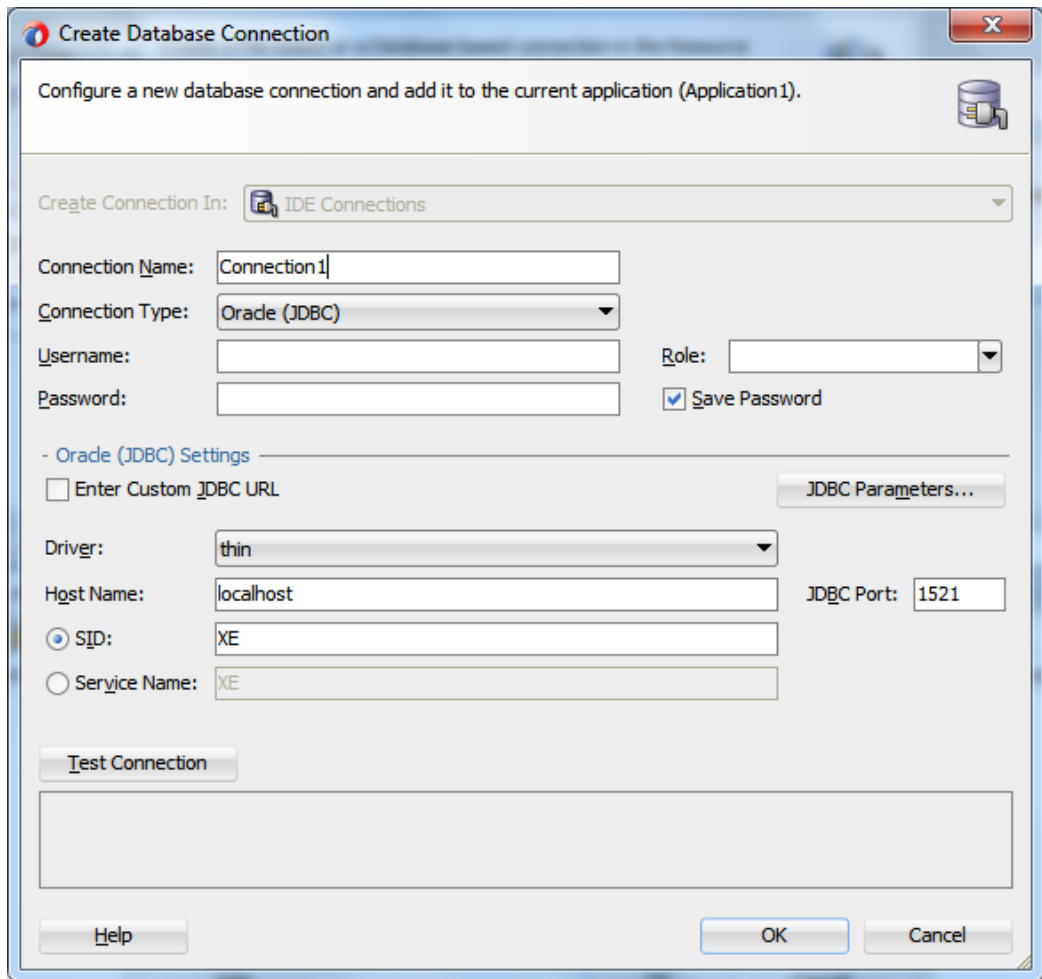 Create Database Connection
Configure a new database connection and add it to the current application (Application1).
Create Connection In: IDE Connections
Connection Name: Connection1
Connection Type: Oracle (JDBC)
Username: Role:
Password: Save Password
- Oracle (JDBC) Settings
Enter Custom JDBC URL JDBC Parameters...
Driver: thin
Host Name: localhost JDBC Port: 1521
SID: XE
Service Name: XE
Test Connection
Help OK Cancel